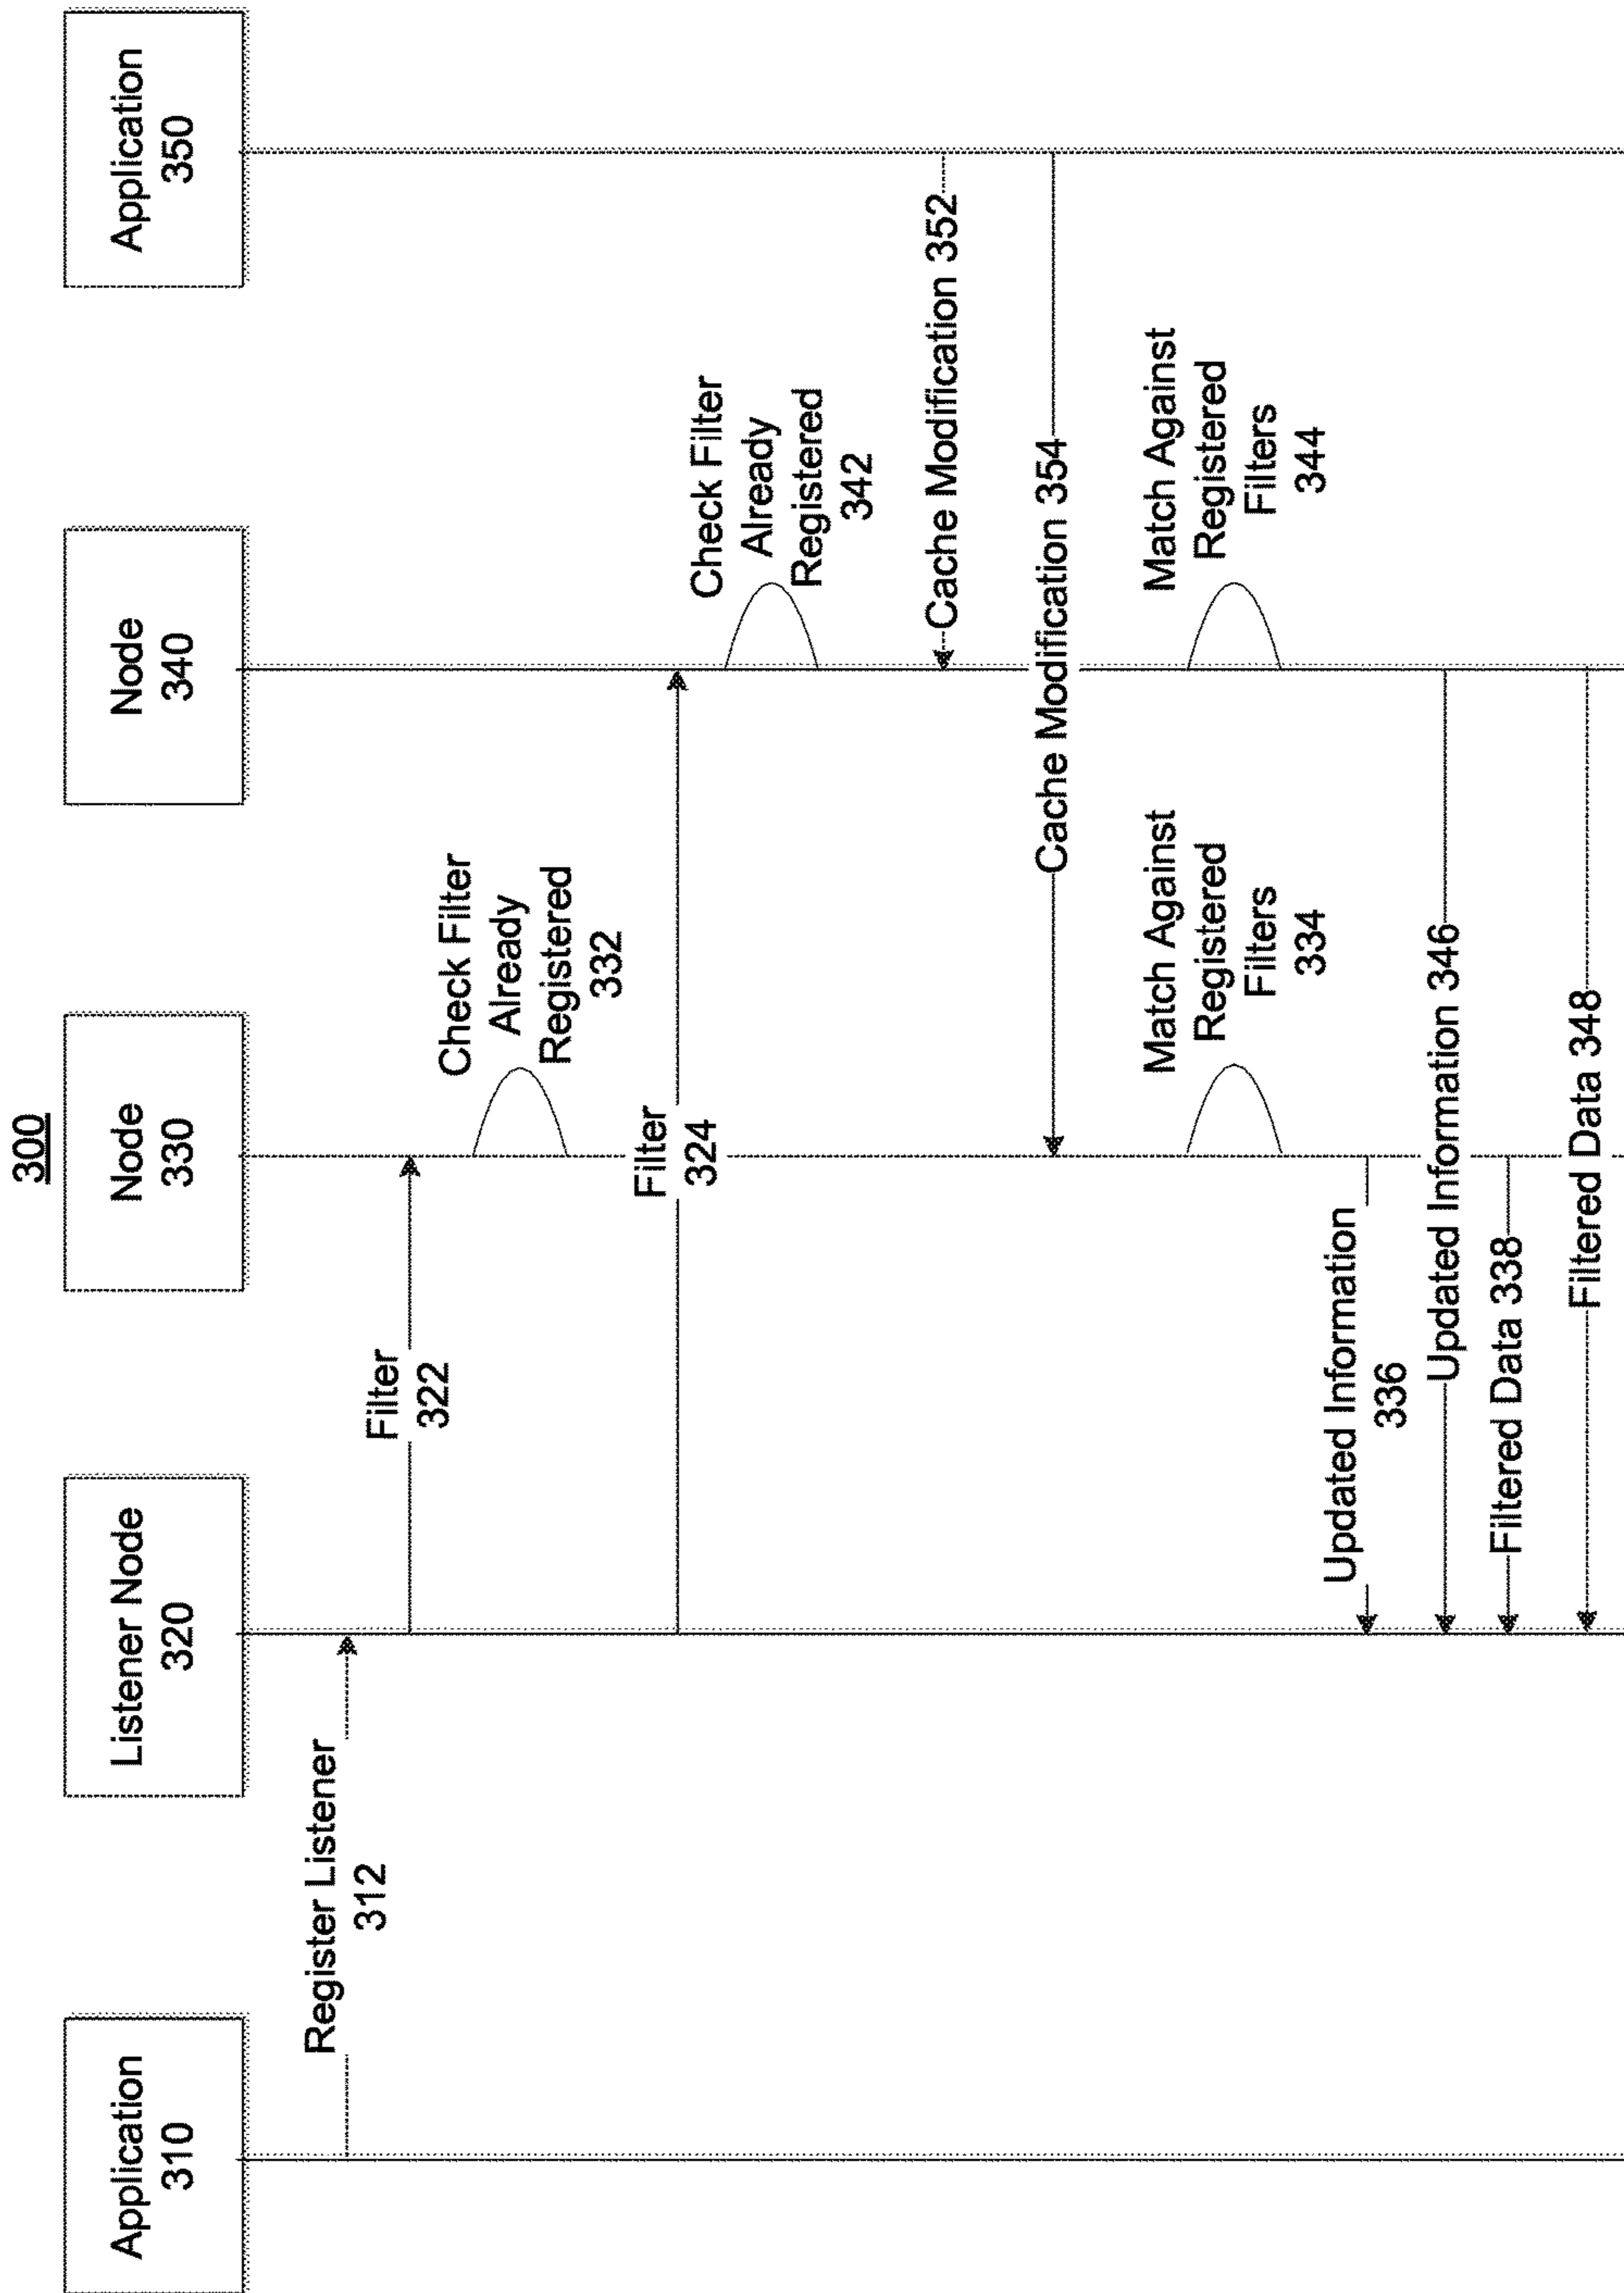 300
Application
310
Listener Node
320
Node
330
Node
340
Application
350
Register Listener
312
Filter
322
Check Filter
Already
Registered
332
Filter
324
Check Filter
Already
Registered
342
Cache Modification 352
Cache Modification 354
Match Against
Registered
Filters
334
Match Against
Registered
Filters
344
Updated Information
336
Updated Information 346
Filtered Data 338
Filtered Data 348